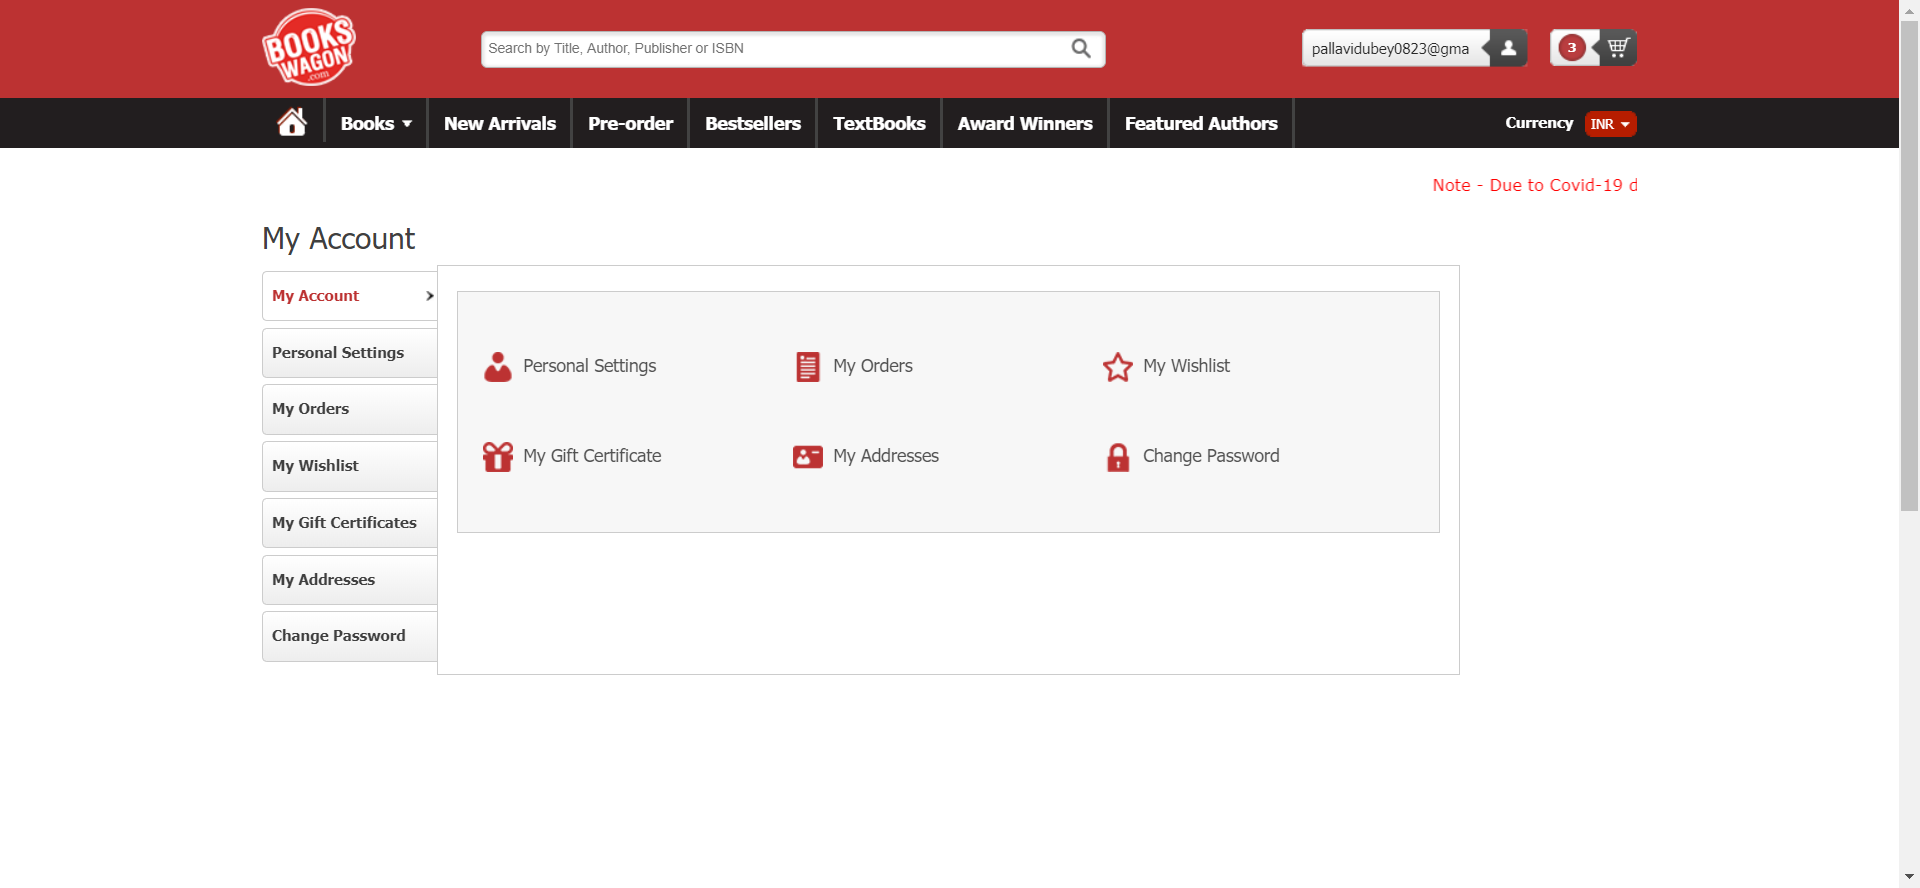 BOOKS
WAGON
.com
Search by Title, Author, Publisher or ISBN
pallavidubey0823@gma
3
Books
New Arrivals
Pre-order
Bestsellers
TextBooks
Award Winners
Featured Authors
Currency
INR
Note - Due to Covid-19 d
My Account
My Account
Personal Settings
My Orders
My Wishlist
My Gift Certificates
My Addresses
Change Password
Personal Settings
My Orders
My Wishlist
My Gift Certificate
My Addresses
Change Password